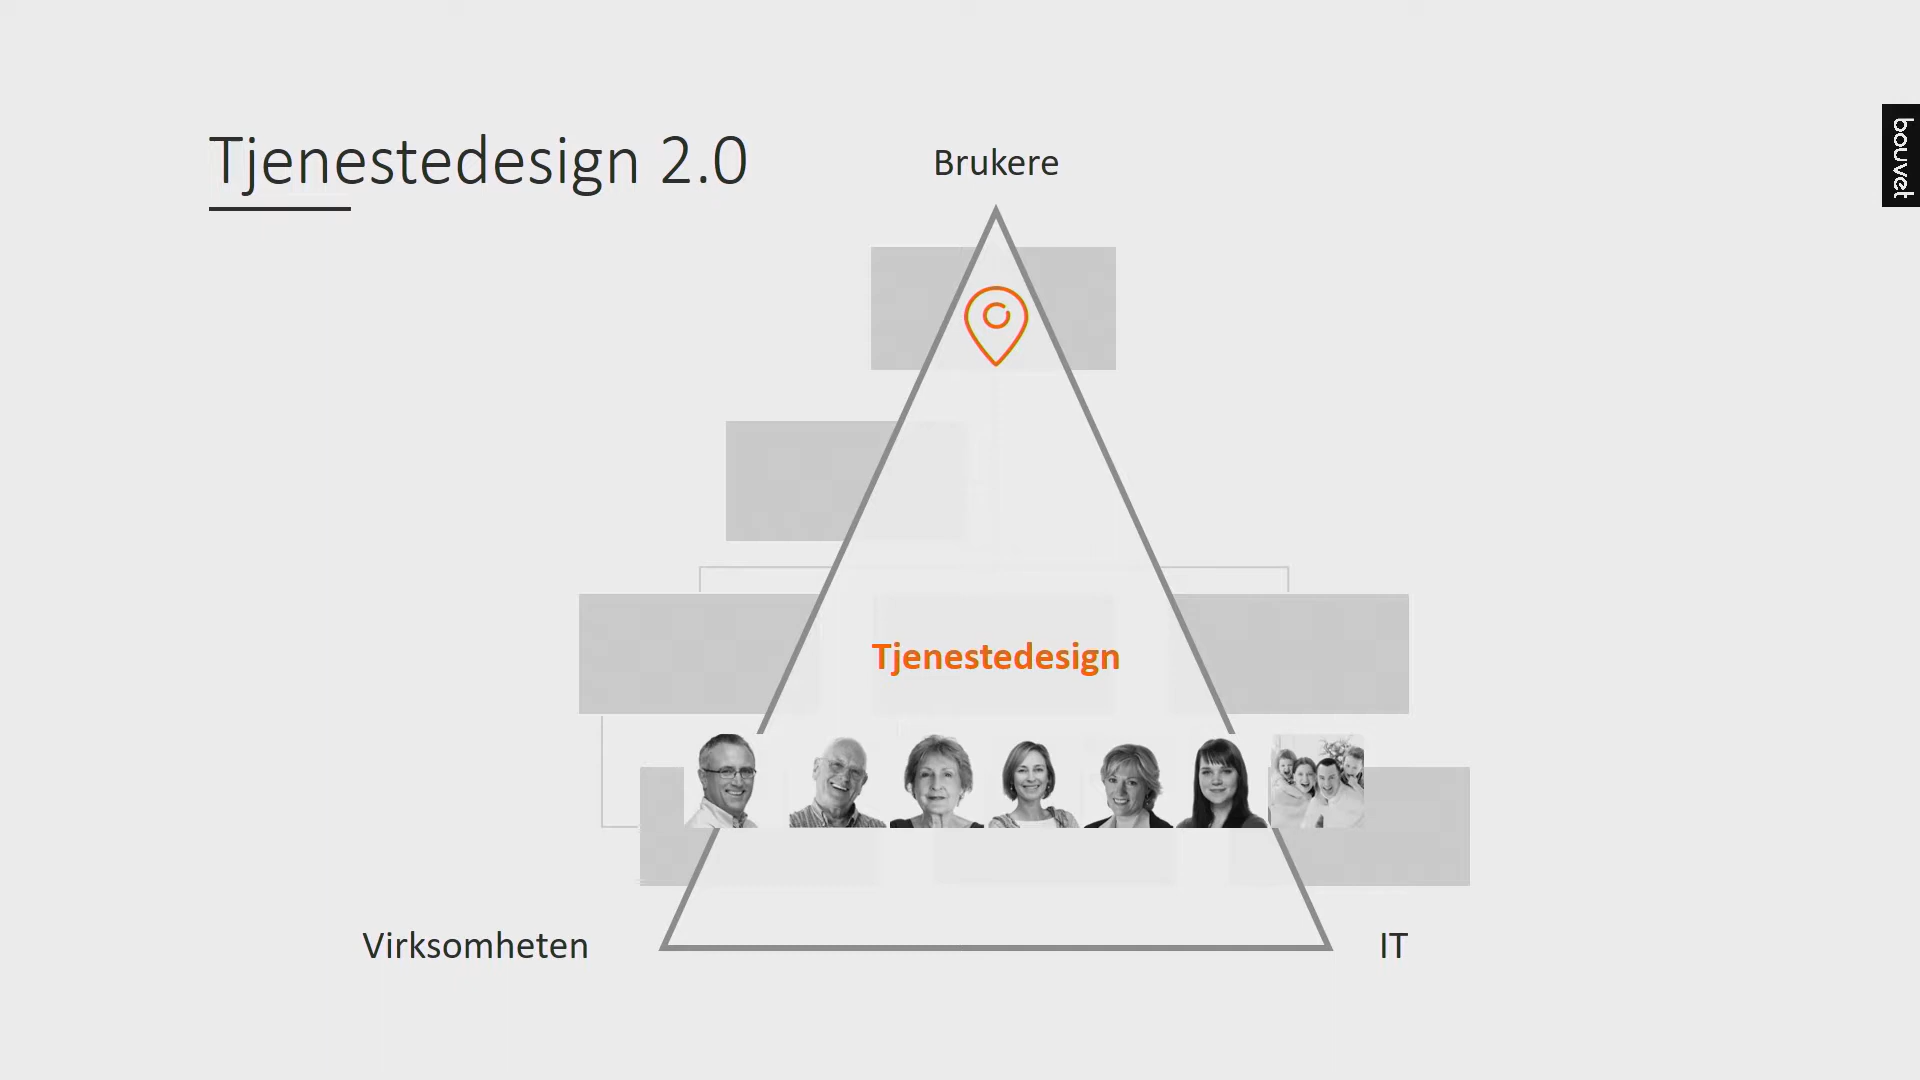 Tjenestedesign 2.0
Brukere
bouvet
Tjenestedesign
Virksomheten
IT